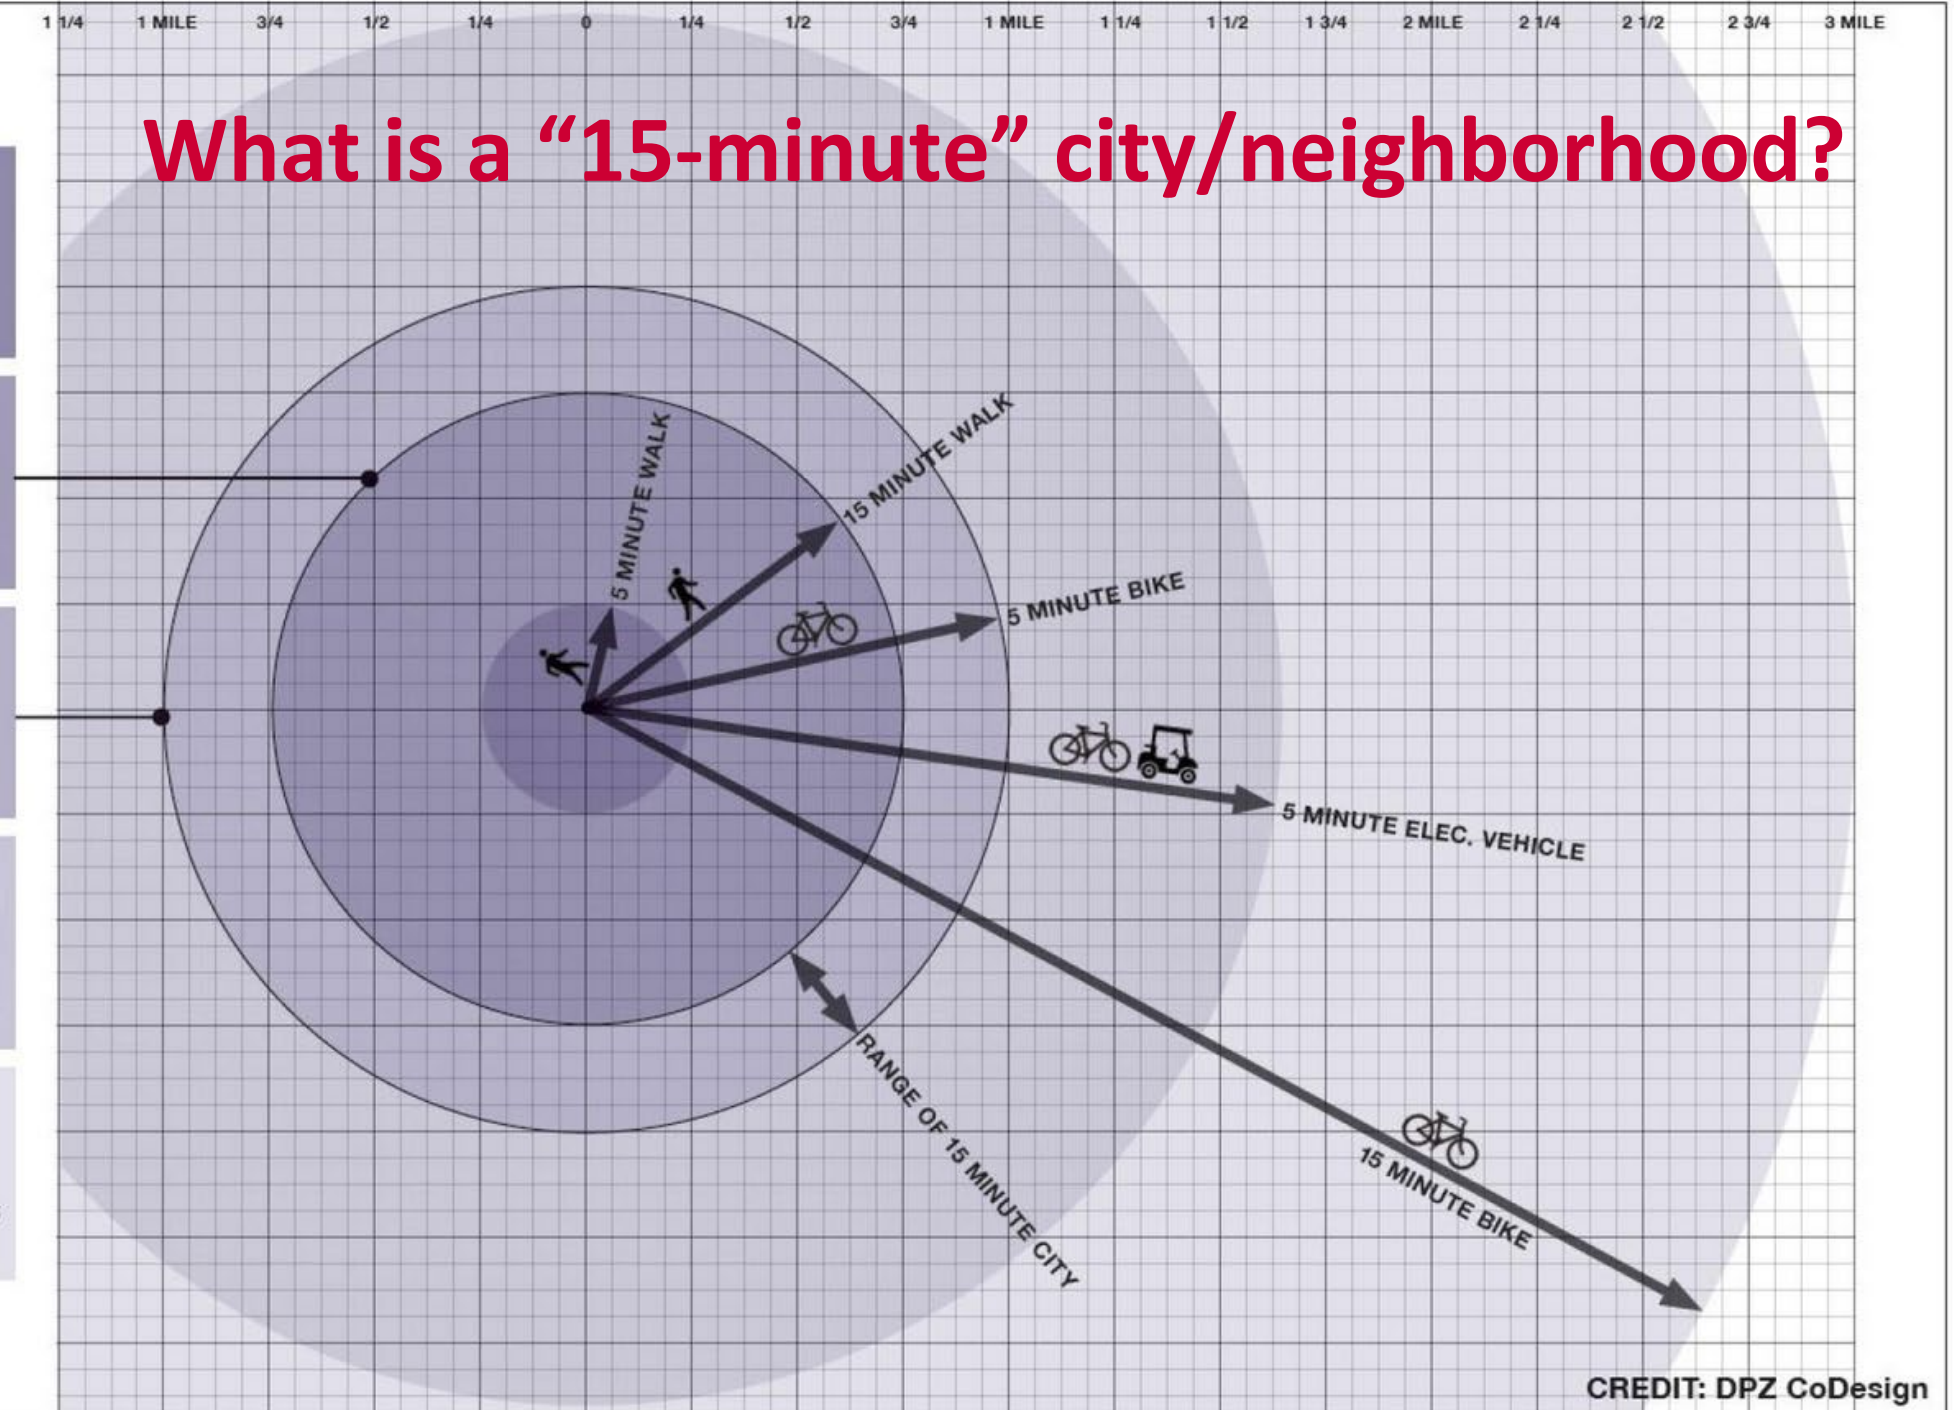 1 1/4 1 MILE 3/4 1/2 1/4 0 1/4 1/2 3/4 1 MILE 1 1/4 1 1/2 1 3/4 2 MILE 2 1/4 2 1/2 2 3/4 3 MILE
What is a “15-minute” city/neighborhood?
5 MINUTE WALK
15 MINUTE WALK
5 MINUTE BIKE
5 MINUTE ELEC. VEHICLE
RANGE OF 15 MINUTE CITY
15 MINUTE BIKE
CREDIT: DPZ CoDesign